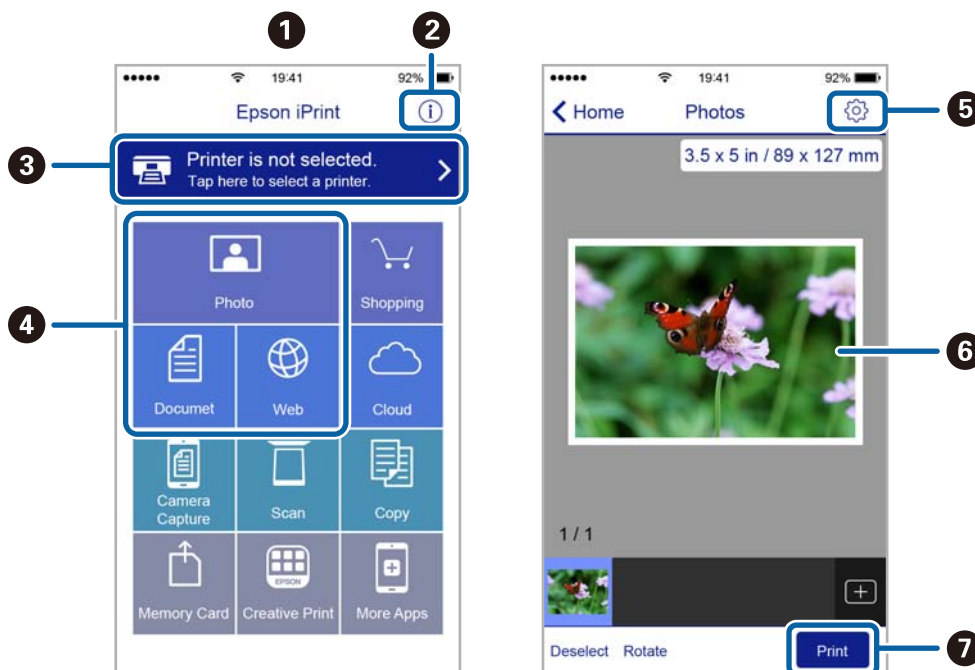 1
2
19:41
92%
Epson iPrint
i
3
Printer is not selected.
Tap here to select a printer.
Photo
Shopping
4
Documet
Web
Cloud
Camera
Capture
Scan
Copy
EPSON
Memory Card
Creative Print
More Apps
19:41
92%
Home
Photos
5
3.5 x 5 in / 89 x 127 mm
6
1 / 1
Deselect
Rotate
Print
7